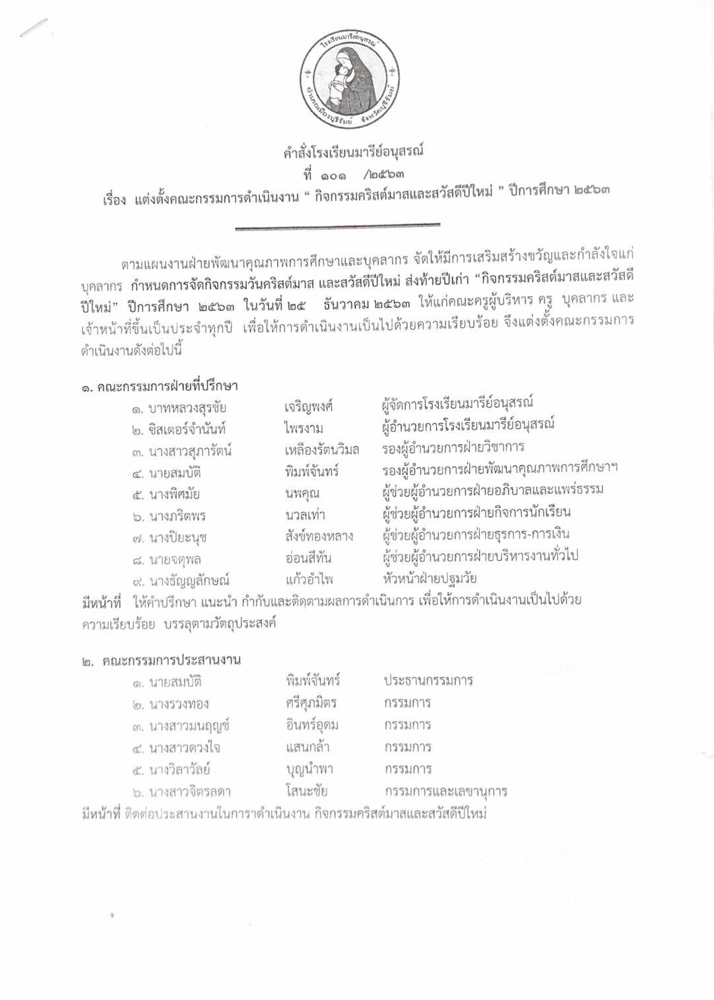 โรงเรียนมารีย์อนุสรณ์
อำเภอเมืองบุรีรัมย์ จังหวัดบุรีรัมย์
คำสั่งโรงเรียนมารีย์อนุสรณ์
ที่ ๑๐๑ /๒๕๖๓
เรื่อง แต่งตั้งคณะกรรมการดำเนินงาน “ กิจกรรมคริสต์มาสและสวัสดีปีใหม่ ” ปีการศึกษา ๒๕๖๓
ตามแผนงานฝ่ายพัฒนาคุณภาพการศึกษาและบุคลากร จัดให้มีการเสริมสร้างขวัญและกำลังใจแก่
บุคลากร กำหนดการจัดกิจกรรมวันคริสต์มาส และสวัสดีปีใหม่ ส่งท้ายปีเก่า “กิจกรรมคริสต์มาสและสวัสดี
ปีใหม่” ปีการศึกษา ๒๕๖๓ ในวันที่ ๒๕ ธันวาคม ๒๕๖๓ ให้แก่คณะครูผู้บริหาร ครู บุคลากร และ
เจ้าหน้าที่ขึ้นเป็นประจำทุกปี เพื่อให้การดำเนินงานเป็นไปด้วยความเรียบร้อย จึงแต่งตั้งคณะกรรมการ
ดำเนินงานดังต่อไปนี้
๑. คณะกรรมการฝ่ายที่ปรึกษา
๑. บาทหลวงสุรชัย เจริญพงศ์ ผู้จัดการโรงเรียนมารีย์อนุสรณ์
๒. ซิสเตอร์จำนันท์ ไพรงาม ผู้อำนวยการโรงเรียนมารีย์อนุสรณ์
๓. นางสาวสุภารัตน์ เหลืองรัตนวิมล รองผู้อำนวยการฝ่ายวิชาการ
๔. นายสมบัติ พิมพ์จันทร์ รองผู้อำนวยการฝ่ายพัฒนาคุณภาพการศึกษาฯ
๕. นางพิศมัย นพคุณ ผู้ช่วยผู้อำนวยการฝ่ายอภิบาลและแพร่ธรรม
๖. นางภริตพร นวลเท่า ผู้ช่วยผู้อำนวยการฝ่ายกิจการนักเรียน
๗. นางปิยะนุช สังข์ทองหลาง ผู้ช่วยผู้อำนวยการฝ่ายธุรการ-การเงิน
๘. นายจตุพล อ่อนสีทัน ผู้ช่วยผู้อำนวยการฝ่ายบริหารงานทั่วไป
๙. นางธัญญลักษณ์ แก้วอำไพ หัวหน้าฝ่ายปฐมวัย
มีหน้าที่ ให้คำปรึกษา แนะนำ กำกับและติดตามผลการดำเนินการ เพื่อให้การดำเนินงานเป็นไปด้วย
ความเรียบร้อย บรรลุตามวัตถุประสงค์
๒. คณะกรรมการประสานงาน
๑. นายสมบัติ พิมพ์จันทร์ ประธานกรรมการ
๒. นางรวงทอง ศรีศุภมิตร กรรมการ
๓. นางสาวมนฤญช์ อินทร์อุดม กรรมการ
๔. นางสาวดวงใจ แสนกล้า กรรมการ
๕. นางวิลาวัลย์ บุญนำพา กรรมการ
๖. นางสาวจิตรลดา โสนะชัย กรรมการและเลขานุการ
มีหน้าที่ ติดต่อประสานงานในการาดำเนินงาน กิจกรรมคริสต์มาสและสวัสดีปีใหม่